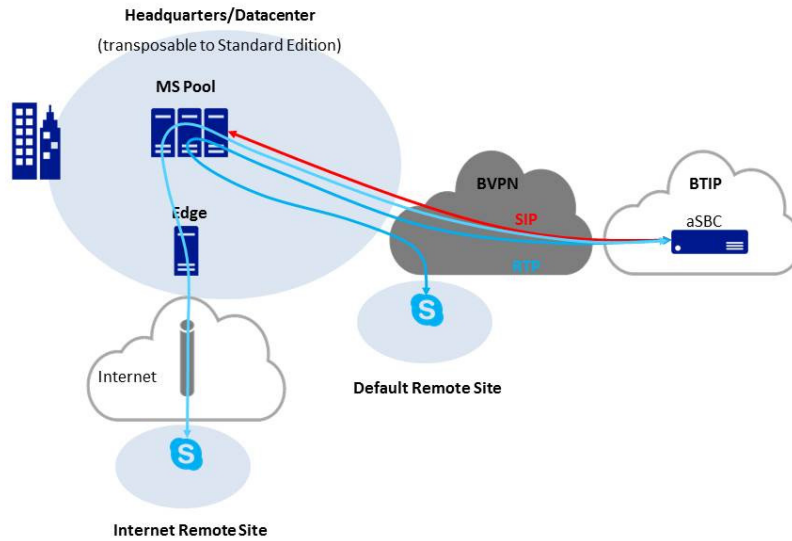 Headquarters/Datacenter
(transposable to Standard Edition)
MS Pool
BVPN
BTIP
Edge
SIP
aSBC
RTP
S
Internet
Default Remote Site
S
Internet Remote Site